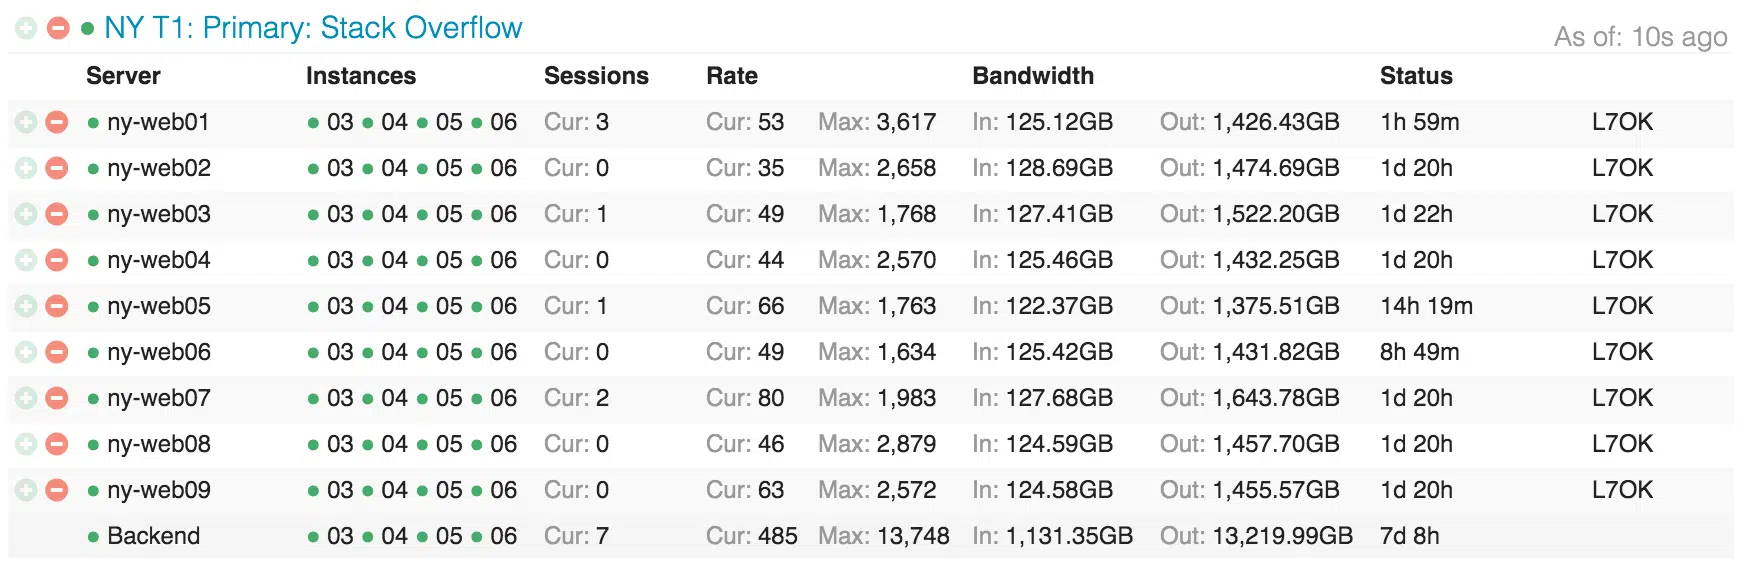 NY T1: Primary: Stack Overflow As of: 10s ago
Server Instances Sessions Rate Bandwidth Status
ny-web01 03 04 05 06 Cur: 3 Cur: 53 Max: 3,617 In: 125.12GB Out: 1,426.43GB 1h 59m L7OK
ny-web02 03 04 05 06 Cur: 0 Cur: 35 Max: 2,658 In: 128.69GB Out: 1,474.69GB 1d 20h L7OK
ny-web03 03 04 05 06 Cur: 1 Cur: 49 Max: 1,768 In: 127.41GB Out: 1,522.20GB 1d 22h L7OK
ny-web04 03 04 05 06 Cur: 0 Cur: 44 Max: 2,570 In: 125.46GB Out: 1,432.25GB 1d 20h L7OK
ny-web05 03 04 05 06 Cur: 1 Cur: 66 Max: 1,763 In: 122.37GB Out: 1,375.51GB 14h 19m L7OK
ny-web06 03 04 05 06 Cur: 0 Cur: 49 Max: 1,634 In: 125.42GB Out: 1,431.82GB 8h 49m L7OK
ny-web07 03 04 05 06 Cur: 2 Cur: 80 Max: 1,983 In: 127.68GB Out: 1,643.78GB 1d 20h L7OK
ny-web08 03 04 05 06 Cur: 0 Cur: 46 Max: 2,879 In: 124.59GB Out: 1,457.70GB 1d 20h L7OK
ny-web09 03 04 05 06 Cur: 0 Cur: 63 Max: 2,572 In: 124.58GB Out: 1,455.57GB 1d 20h L7OK
Backend 03 04 05 06 Cur: 7 Cur: 485 Max: 13,748 In: 1,131.35GB Out: 13,219.99GB 7d 8h